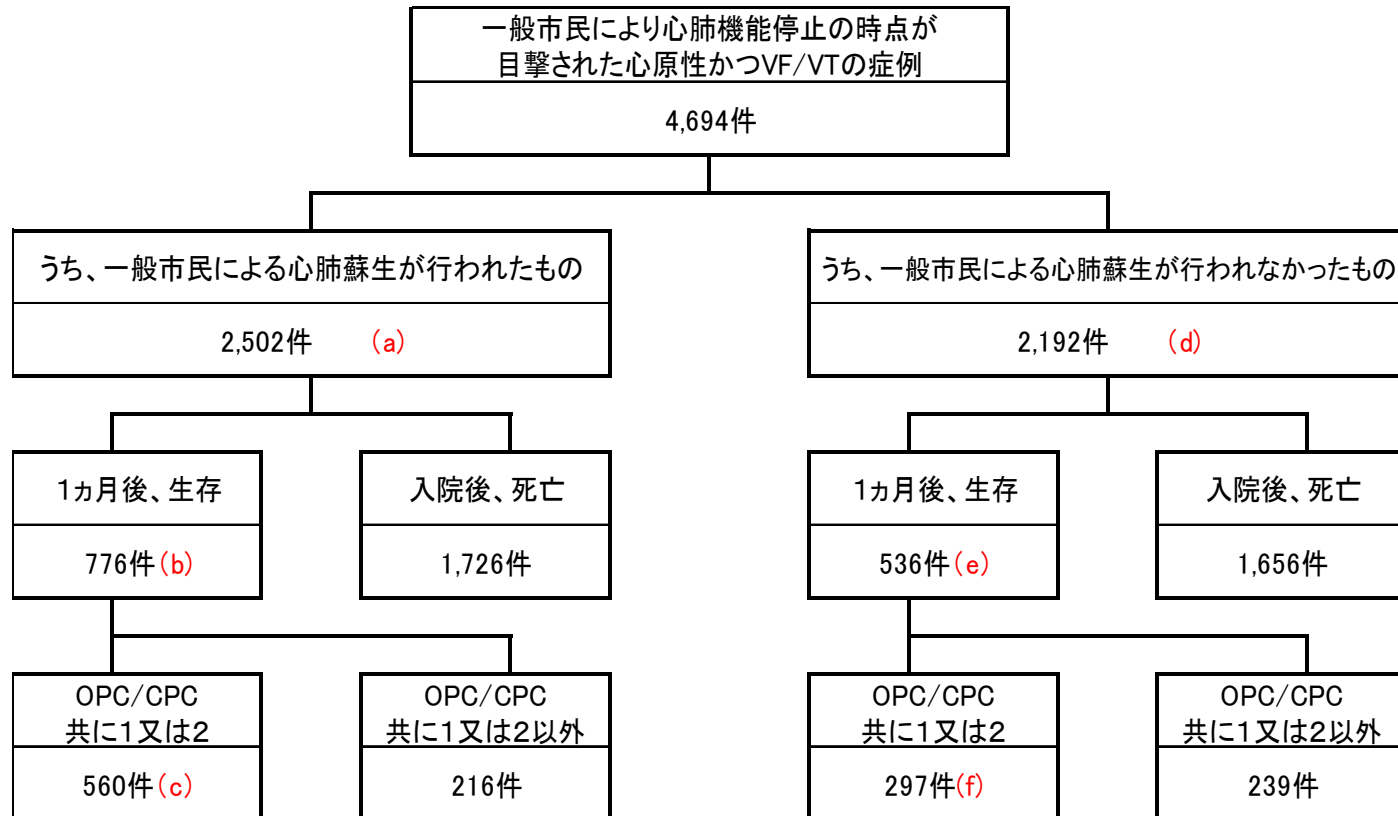 一般市民により心肺機能停止の時点が
目撃された心原性かつVF/VTの症例
4,694件
うち、一般市民による心肺蘇生が行われたもの
2,502件 (a)
うち、一般市民による心肺蘇生が行われなかったもの
2,192件 (d)
1ヵ月後、生存
776件(b)
入院後、死亡
1,726件
1ヵ月後、生存
536件(e)
入院後、死亡
1,656件
OPC/CPC
共に1又は2
560件(c)
OPC/CPC
共に1又は2以外
216件
OPC/CPC
共に1又は2
297件(f)
OPC/CPC
共に1又は2以外
239件